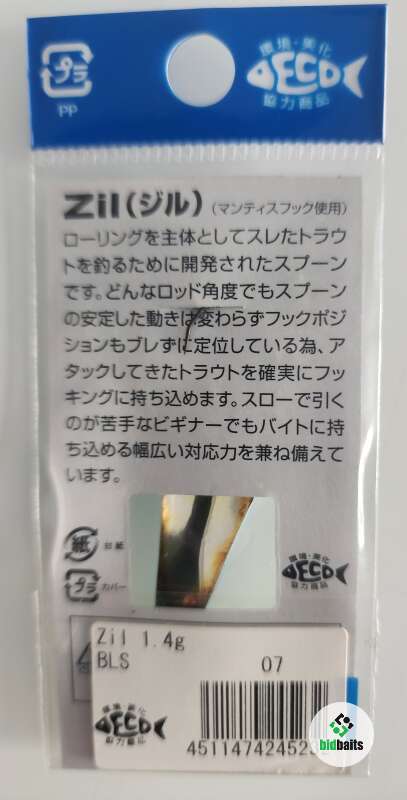 環境・美化
プラ
ECO
協力商品
PP
Zil(ジル) (マンティスフック使用)
ローリングを主体としてスレたトラウ
トを釣るために開発されたスプーン
です。どんなロッド角度でもスプーン
の安定した動きは変わらずフックポジ
ションもブレずに定位している為、ア
タックしてきたトラウトを確実にフッ
キングに持ち込めます。スローで引く
のが苦手なビギナーでもバイトに持
ち込める幅広い対応力を兼ね備えて
います。
紙 台紙
プラ カバー
環境・美化
ECO
協力商品
Zil 1.4g
BLS 07
環境・美化
ECO
協力商品
bidbaits